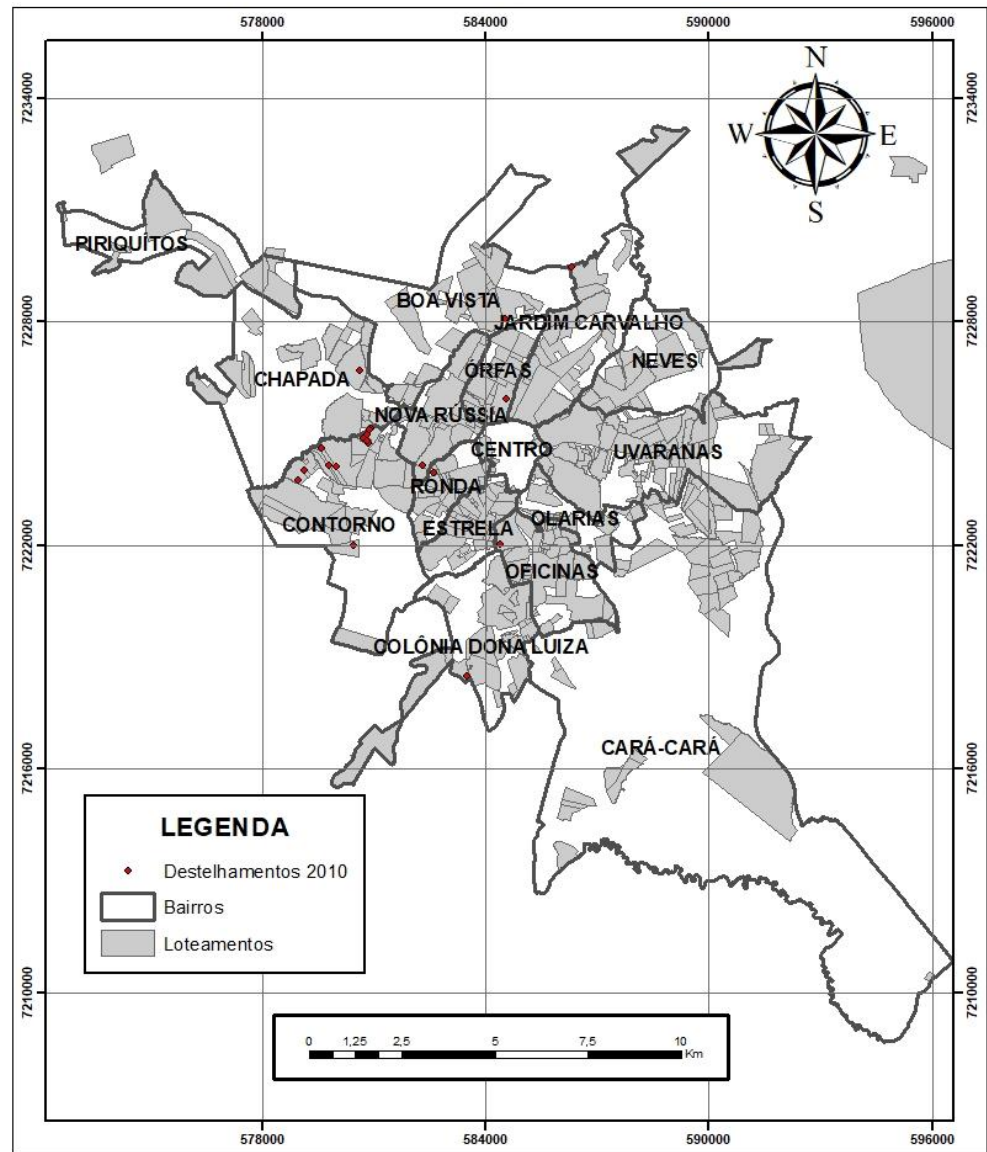 578000 584000 590000 596000
7234000 7234000
N
W E
S
PIRIQUÍTOS
BOA VISTA
7228000 7228000
JARDIM CARVALHO
ÓRFAS NEVES
CHAPADA
NOVA RÚSSIA
CENTRO UVARANAS
RONDA
CONTORNO ESTRELA OLARIAS
7222000 7222000
OFICINAS
COLÔNIA DONA LUIZA
CARÁ-CARÁ
7216000 7216000
LEGENDA
Destelhamentos 2010
Bairros
Loteamentos
7210000 7210000
0 1,25 2,5 5 7,5 10
Km
578000 584000 590000 596000